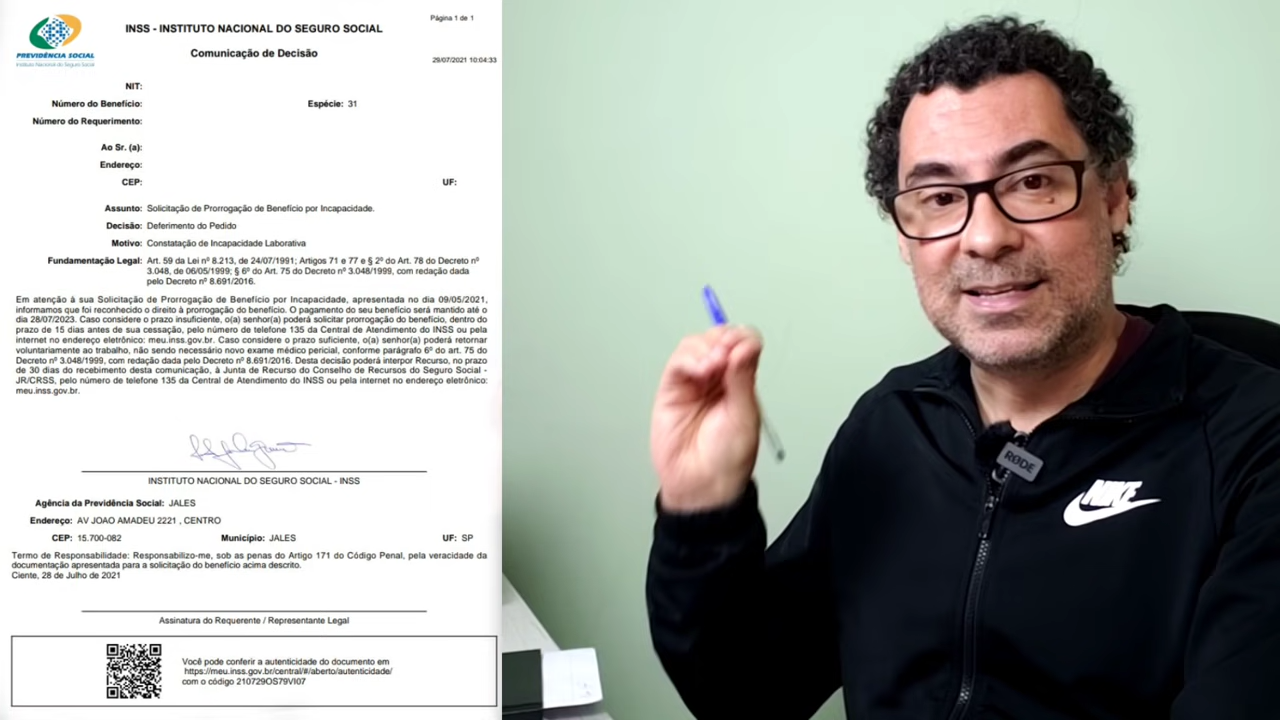 PREVIDÊNCIA SOCIAL
Instituto Nacional do Seguro Social
INSS - INSTITUTO NACIONAL DO SEGURO SOCIAL
Comunicação de Decisão
Página 1 de 1
29/07/2021 10:04:33
NIT:
Número do Benefício: Espécie: 31
Número do Requerimento:
Ao Sr. (a):
Endereço:
CEP: UF:
Assunto: Solicitação de Prorrogação de Benefício por Incapacidade.
Decisão: Deferimento do Pedido
Motivo: Constatação de Incapacidade Laborativa
Fundamentação Legal: Art. 59 da Lei nº 8.213, de 24/07/1991; Artigos 71 e 77 e § 2º do Art. 78 do Decreto nº
3.048, de 06/05/1999; § 6º do Art. 75 do Decreto nº 3.048/1999, com redação dada
pelo Decreto nº 8.691/2016.
Em atenção à sua Solicitação de Prorrogação de Benefício por Incapacidade, apresentada no dia 09/05/2021,
informamos que foi reconhecido o direito à prorrogação do benefício. O pagamento do seu benefício será mantido até o
dia 28/07/2023. Caso considere o prazo insuficiente, o(a) senhor(a) poderá solicitar prorrogação do benefício, dentro do
prazo de 15 dias antes de sua cessação, pelo número de telefone 135 da Central de Atendimento do INSS ou pela
internet no endereço eletrônico: meu.inss.gov.br. Caso considere o prazo suficiente, o(a) senhor(a) poderá retornar
voluntariamente ao trabalho, não sendo necessário novo exame médico pericial, conforme parágrafo 6º do art. 75 do
Decreto nº 3.048/1999, com redação dada pelo Decreto nº 8.691/2016. Desta decisão poderá interpor Recurso, no prazo
de 30 dias do recebimento desta comunicação, à Junta de Recurso do Conselho de Recursos do Seguro Social -
JR/CRSS, pelo número de telefone 135 da Central de Atendimento do INSS ou pela internet no endereço eletrônico:
meu.inss.gov.br.
INSTITUTO NACIONAL DO SEGURO SOCIAL - INSS
Agência da Previdência Social: JALES
Endereço: AV JOAO AMADEU 2221 , CENTRO
CEP: 15.700-082 Município: JALES UF: SP
Termo de Responsabilidade: Responsabilizo-me, sob as penas do Artigo 171 do Código Penal, pela veracidade da
documentação apresentada para a solicitação do benefício acima descrito.
Ciente, 28 de Julho de 2021
Assinatura do Requerente / Representante Legal
Você pode conferir a autenticidade do documento em
https://meu.inss.gov.br/central/#/aberto/autenticidade/
com o código 210729OS79VI07
RØDE
NIKE